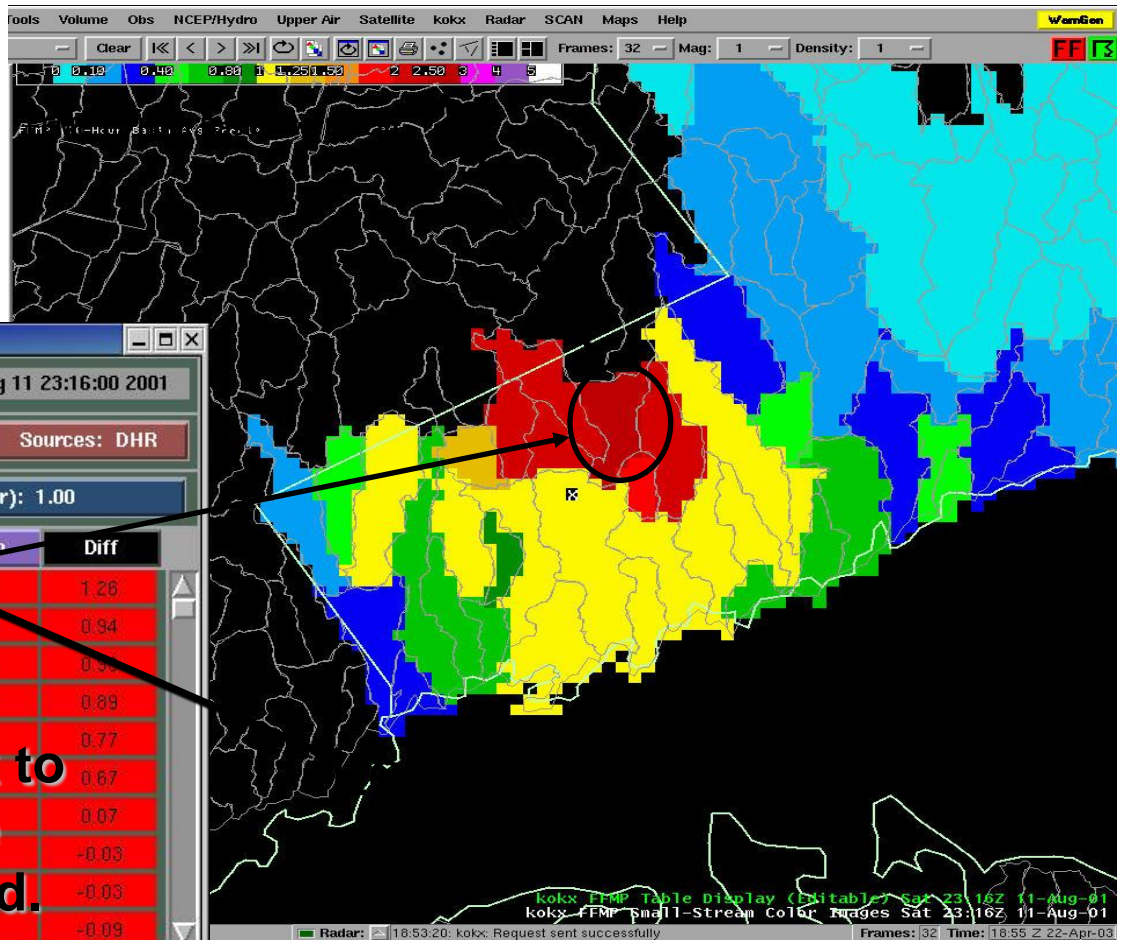 Tools Volume Obs NCEP/Hydro Upper Air Satellite kokx Radar SCAN Maps Help WarnGen
Clear Frames: 32 Mag: 1 Density: 1 FF
0 0.10 0.40 0.80 1 1.25 1.50 2 2.50 3 4 5
g 11 23:16:00 2001
Sources: DHR
r): 1.00
Diff
1.26
0.94
0.89
0.77
to
0.67
0.07
-0.03
d.
-0.03
-0.09
kokx FFMP Table Display (Editable) Sat 23:16Z 11-Aug-01
kokx FFMP Small-Stream Color Images Sat 23:16Z 11-Aug-01
Radar: 18:53:20: kokx: Request sent successfully Frames: 32 Time: 18:55 Z 22-Apr-03